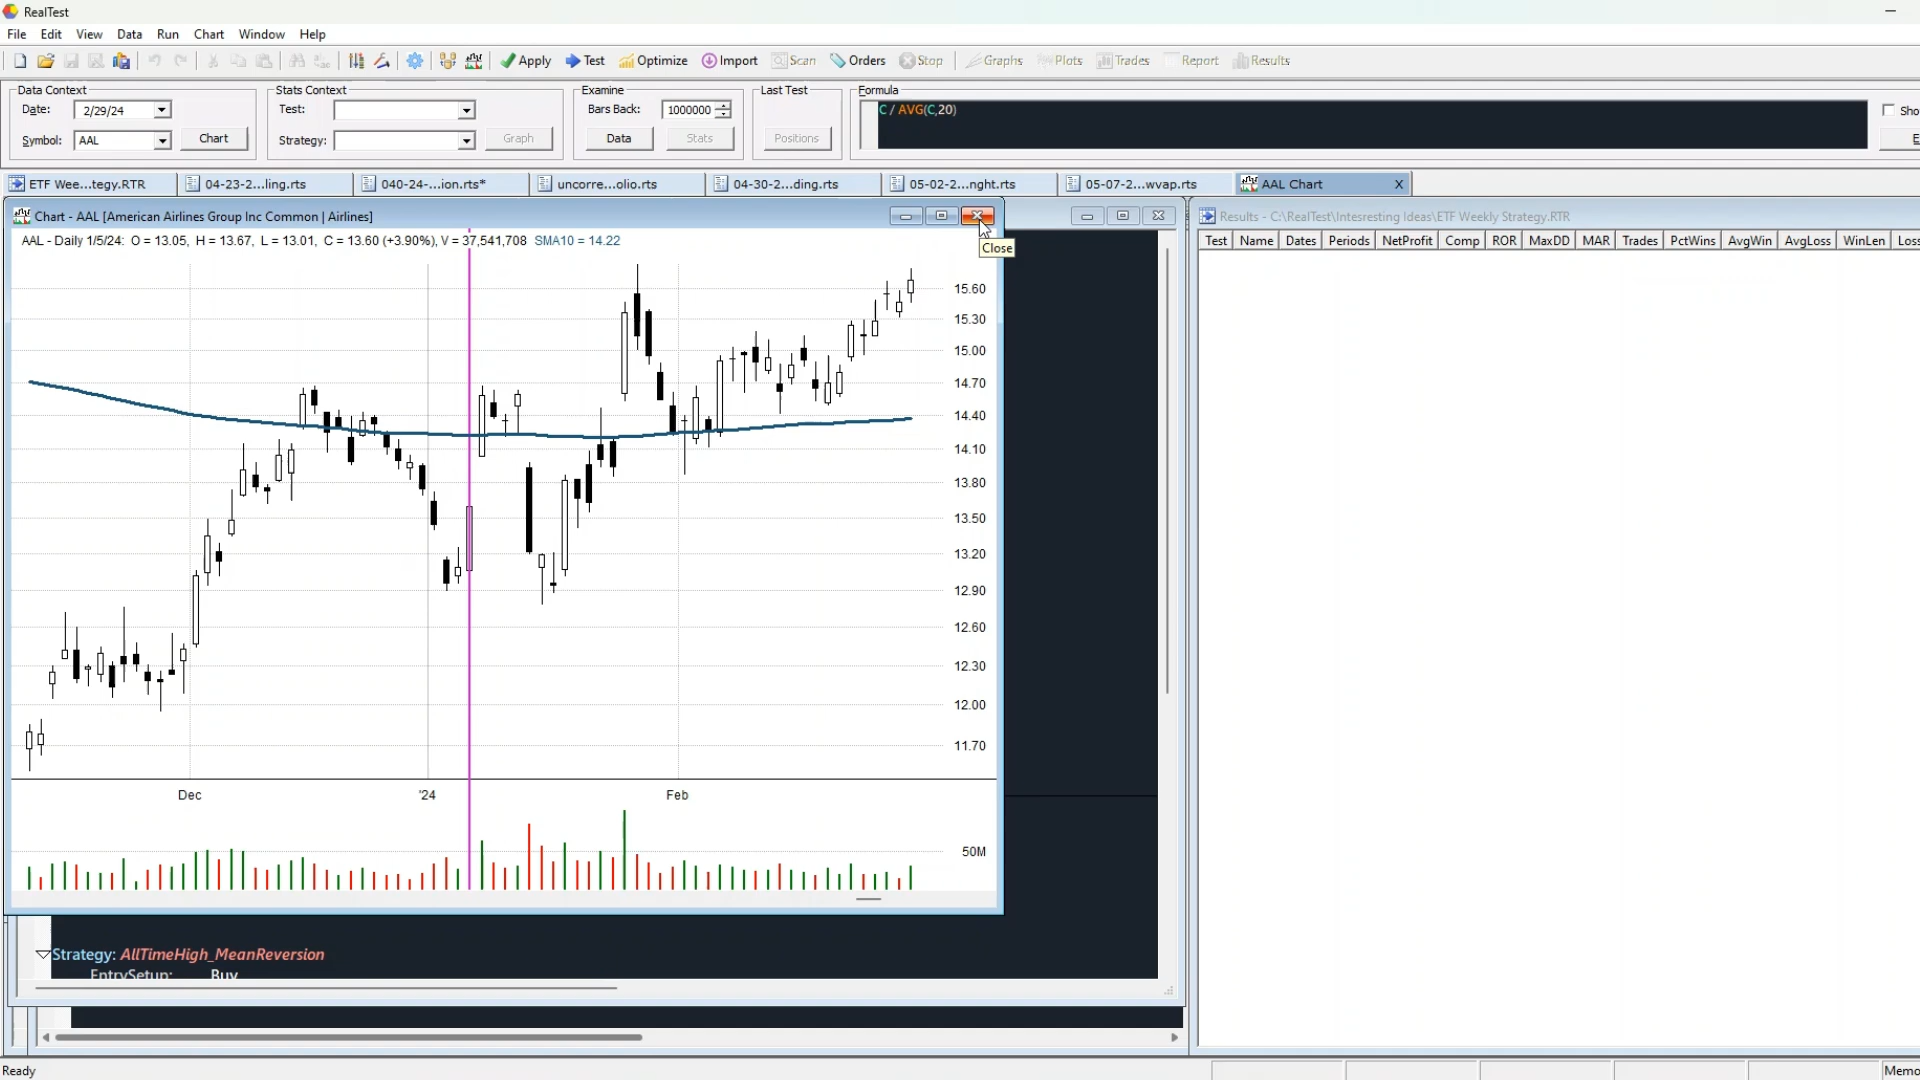 RealTest
File Edit View Data Run Chart Window Help
Apply Test Optimize Import Scan Orders Stop Graphs Plots Trades Report Results
Data Context Stats Context Examine Last Test Formula
Date: 2/29/24 Test: Bars Back: 1000000 C / AVG(C,20) Sho
Symbol: AAL Chart Strategy: Graph Data Stats Positions E
ETF Wee...tegy.RTR 04-23-2...ling.rts 040-24-...ion.rts* uncorre...olio.rts 04-30-2...ding.rts 05-02-2...nght.rts 05-07-2...wvap.rts AAL Chart X
Chart - AAL [American Airlines Group Inc Common | Airlines] Results - C:\RealTest\Intesresting Ideas\ETF Weekly Strategy.RTR
AAL - Daily 1/5/24: O = 13.05, H = 13.67, L = 13.01, C = 13.60 (+3.90%), V = 37,541,708 SMA10 = 14.22
Close
Test Name Dates Periods NetProfit Comp ROR MaxDD MAR Trades PctWins AvgWin AvgLoss WinLen Loss
15.60
15.30
15.00
14.70
14.40
14.10
13.80
13.50
13.20
12.90
12.60
12.30
12.00
11.70
Dec '24 Feb
50M
Strategy: AllTimeHigh_MeanReversion
EntrySetup: Buy
Ready Memo